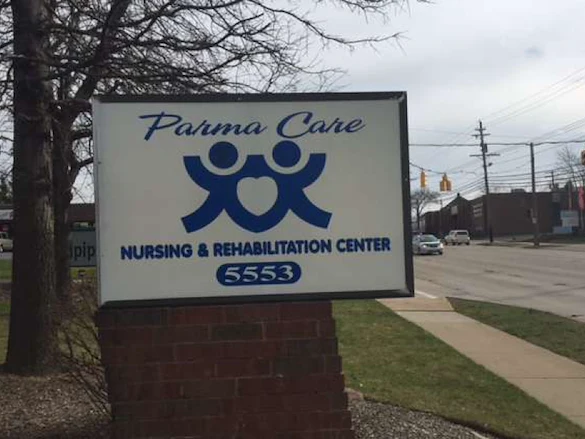 Parma Care
NURSING & REHABILITATION CENTER
5553